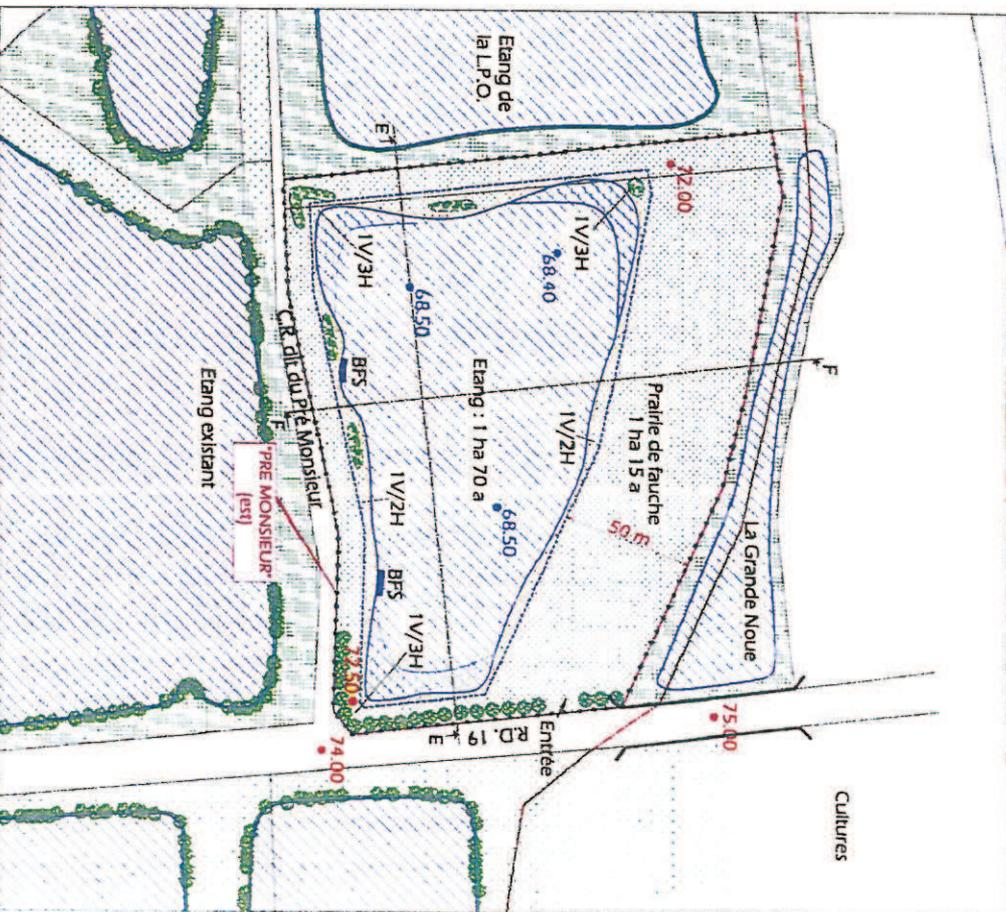 Etang de
la L.P.O.
E
72.00
1V/3H
68.40
1V/3H
68.50
F
C.R. dit du Pré Monsieur
BFS
Etang : 1 ha 70 a
Prairie de fauche
1 ha 15 a
1V/2H
Etang existant
F
"PRE MONSIEUR"
(est)
1V/2H
68.50
50 m
La Grande Noue
BFS
1V/3H
72.50
E
R.D. 19
Entrée
75.00
74.00
Cultures